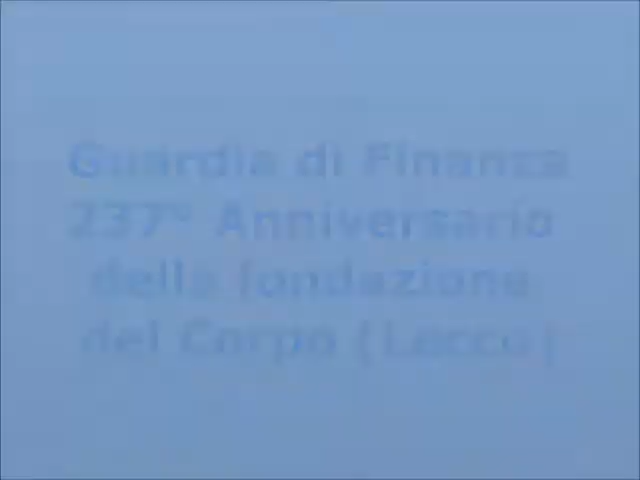 Guardia di Finanza
237° Anniversario
della fondazione
del Corpo (Lecco)